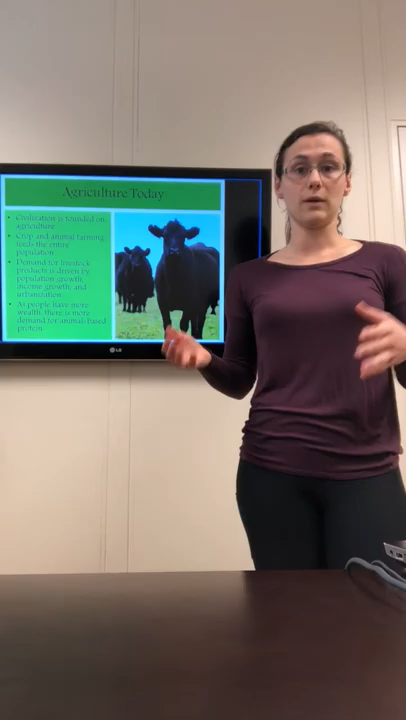 Agriculture Today
• Civilization is founded on
agriculture
• Crop and animal farming
feeds the entire
population
• Demand for livestock
products is driven by
population growth,
income growth, and
urbanization
• As people have more
wealth, there is more
demand for animal-based
protein
LG